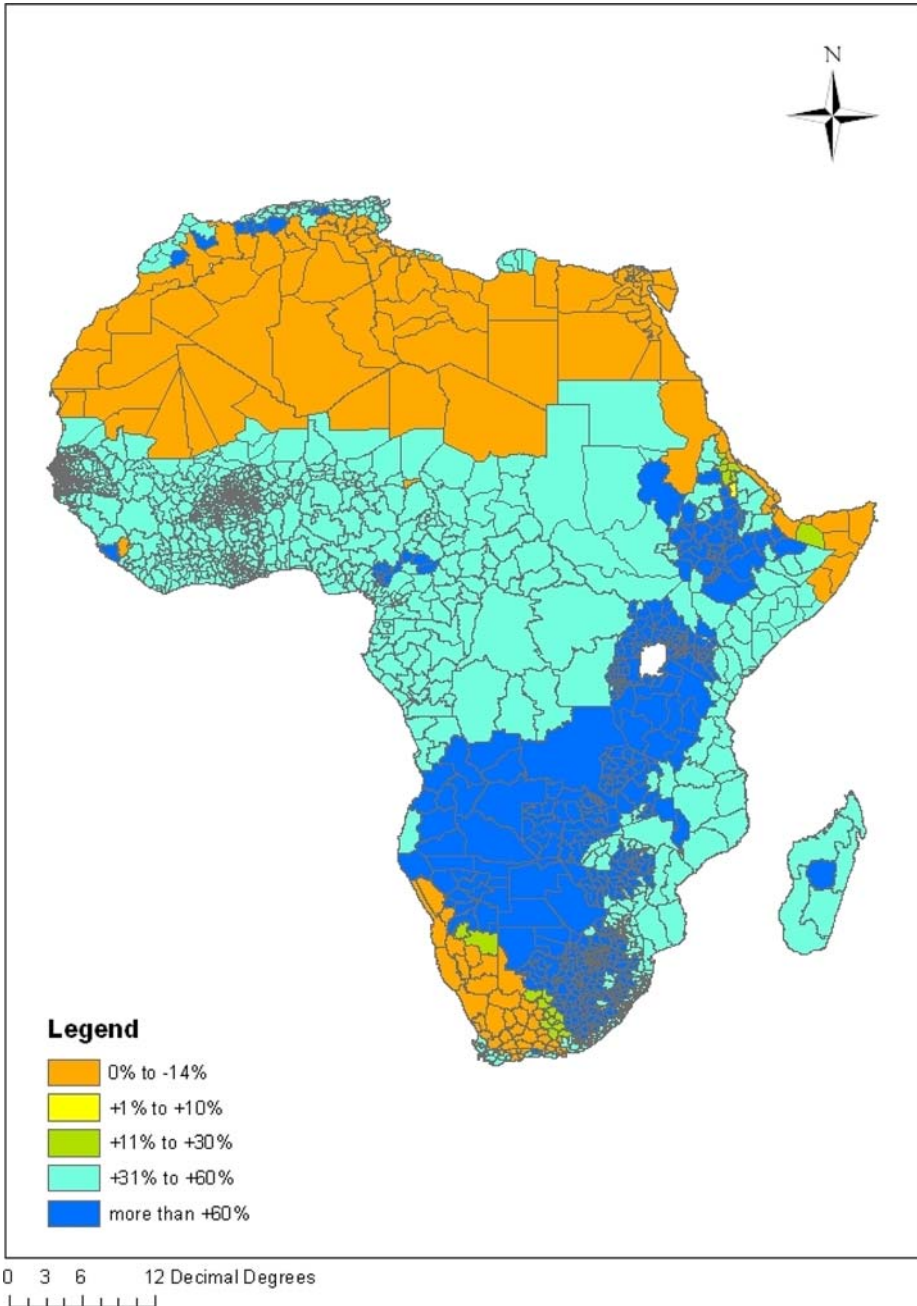 N
Legend
0% to -14%
+1% to +10%
+11% to +30%
+31% to +60%
more than +60%
0 3 6 12 Decimal Degrees